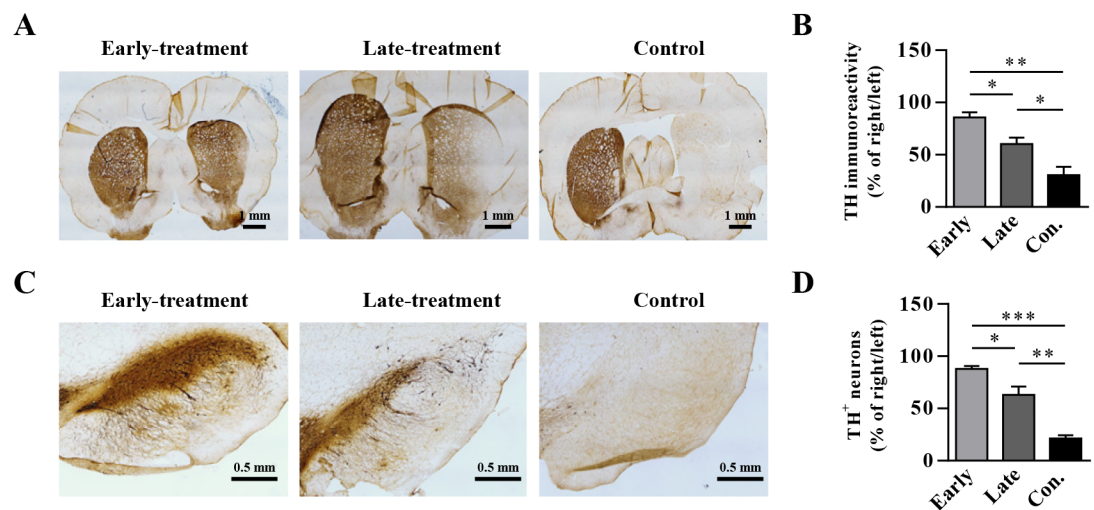 A
Early-treatment
Late-treatment
Control
1 mm
1 mm
1 mm
B
TH immunoreactivity
(% of right/left)
150
100
50
0
**
*
*
Early
Late
Con.
C
Early-treatment
Late-treatment
Control
0.5 mm
0.5 mm
0.5 mm
D
TH⁺ neurons
(% of right/left)
150
100
50
0
***
*
**
Early
Late
Con.